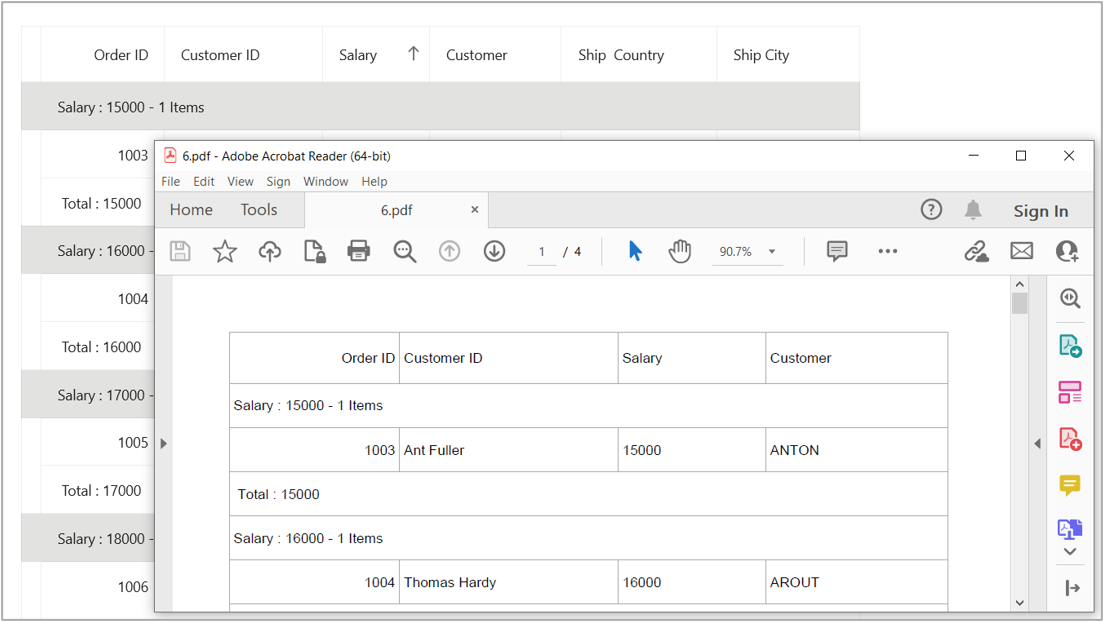 Order ID Customer ID Salary Customer Ship Country Ship City
Salary : 15000 - 1 Items
1003
Total : 15000
Salary : 16000 -
1004
Total : 16000
Salary : 17000 -
1005
Total : 17000
Salary : 18000 -
1006
6.pdf - Adobe Acrobat Reader (64-bit)
File Edit View Sign Window Help
Home Tools 6.pdf Sign In
1 / 4 90.7%
Order ID Customer ID Salary Customer
Salary : 15000 - 1 Items
1003 Ant Fuller 15000 ANTON
Total : 15000
Salary : 16000 - 1 Items
1004 Thomas Hardy 16000 AROUT